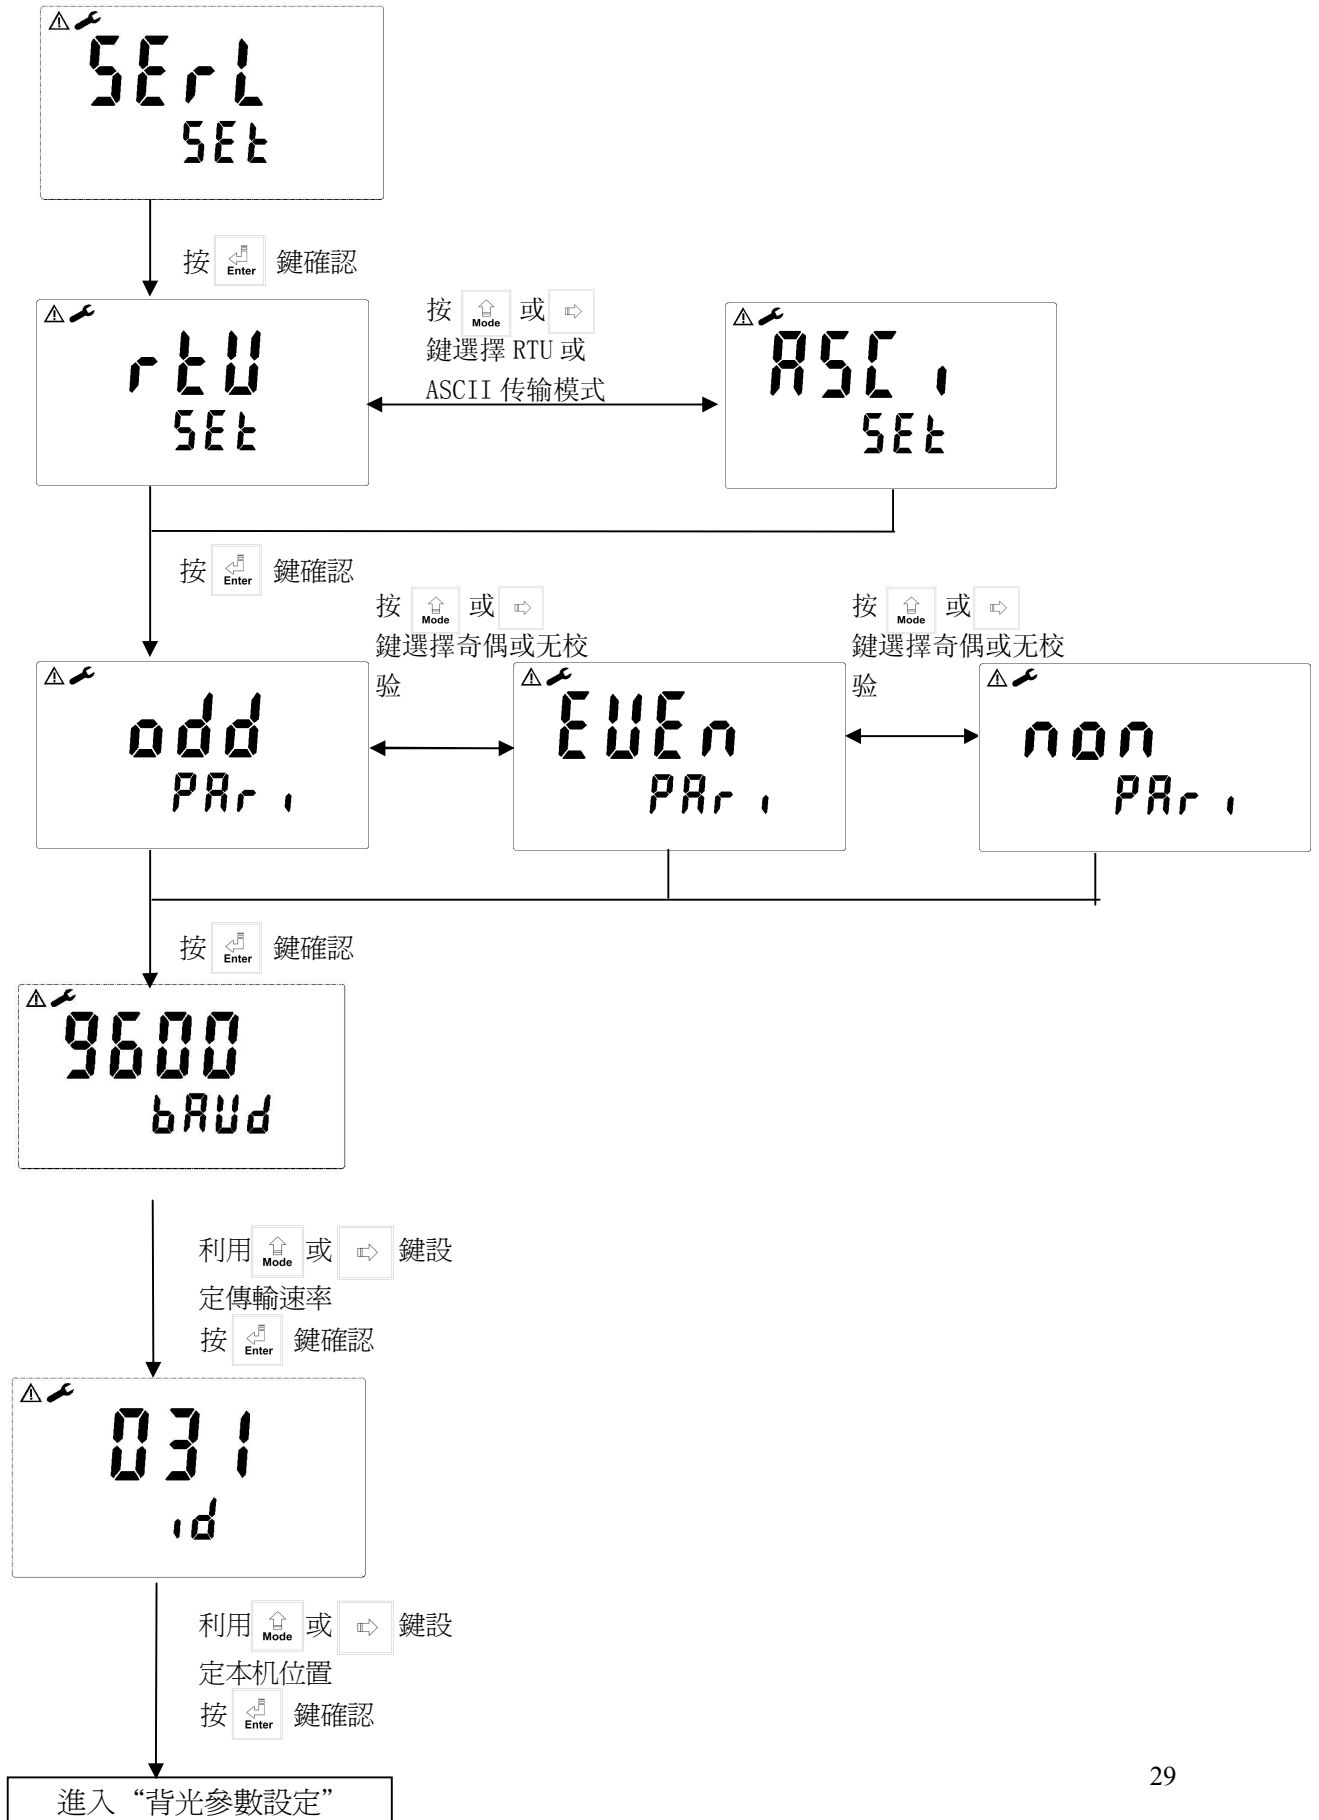 SErL
SEt
按 Enter 鍵確認
rtU
SEt
按 Mode 或
鍵選擇 RTU 或
ASCII 传输模式
ASCi
SEt
按 Enter 鍵確認
按 Mode 或
鍵選擇奇偶或无校
验
按 Mode 或
鍵選擇奇偶或无校
验
odd
PAri
EVEn
PAri
non
PAri
按 Enter 鍵確認
9600
bAUd
利用 Mode 或 鍵設
定傳輸速率
按 Enter 鍵確認
031
id
利用 Mode 或 鍵設
定本机位置
按 Enter 鍵確認
進入“背光參數設定”
29